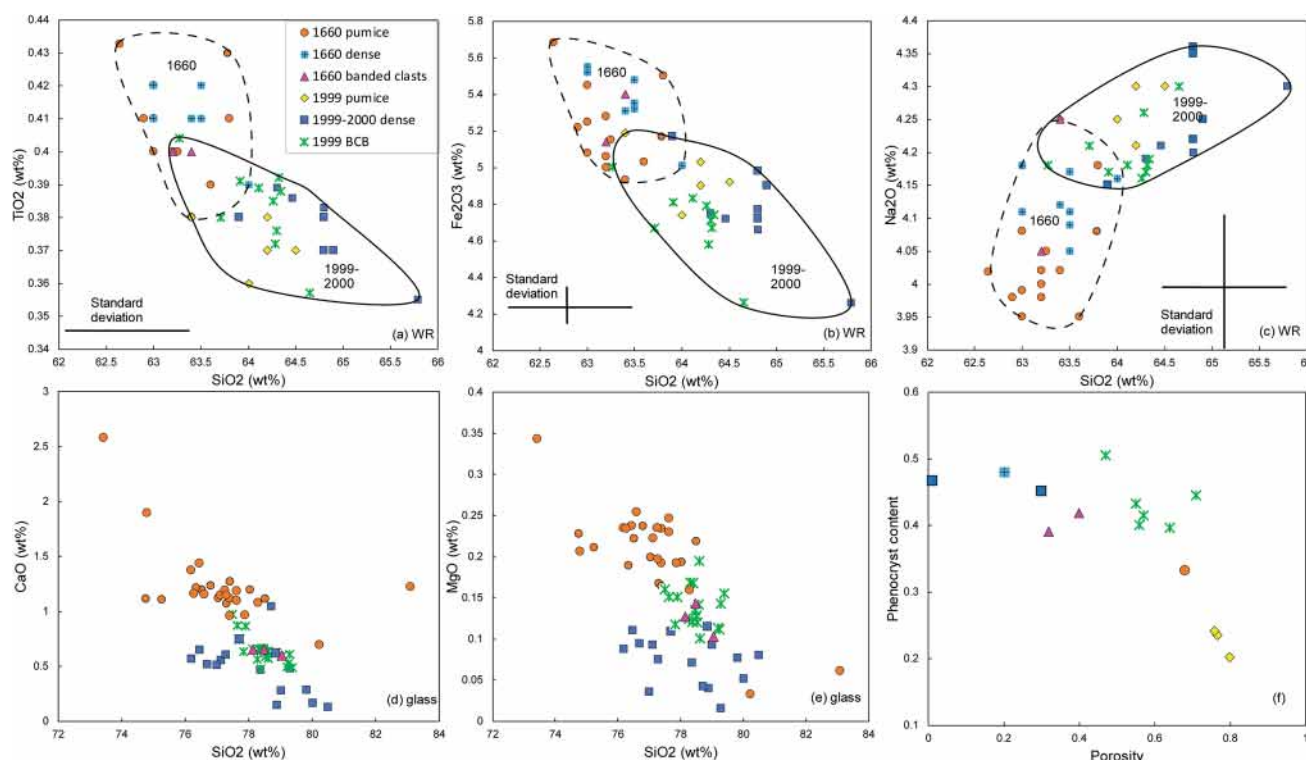 0.44
0.43
0.42
0.41
0.4
0.39
0.38
0.37
0.36
0.35
0.34
TiO2 (wt%)
1660
1999-
2000
Standard
deviation
(a) WR
62 62.5 63 63.5 64 64.5 65 65.5 66
SiO2 (wt%)
1660 pumice
1660 dense
1660 banded clasts
1999 pumice
1999-2000 dense
1999 BCB
5.8
5.6
5.4
5.2
5
4.8
4.6
4.4
4.2
4
Fe2O3 (wt%)
1660
1999-
2000
Standard
deviation
(b) WR
62 62.5 63 63.5 64 64.5 65 65.5 66
SiO2 (wt%)
4.4
4.35
4.3
4.25
4.2
4.15
4.1
4.05
4
3.95
3.9
Na2O (wt%)
1999-
2000
1660
Standard
deviation
(c) WR
62 62.5 63 63.5 64 64.5 65 65.5 66
SiO2 (wt%)
3
2.5
2
1.5
1
0.5
0
CaO (wt%)
(d) glass
72 74 76 78 80 82 84
SiO2 (wt%)
0.4
0.35
0.3
0.25
0.2
0.15
0.1
0.05
0
MgO (wt%)
(e) glass
72 74 76 78 80 82 84
SiO2 (wt%)
0.6
0.5
0.4
0.3
0.2
0.1
Phenocryst content
(f)
0 0.2 0.4 0.6 0.8 1
Porosity